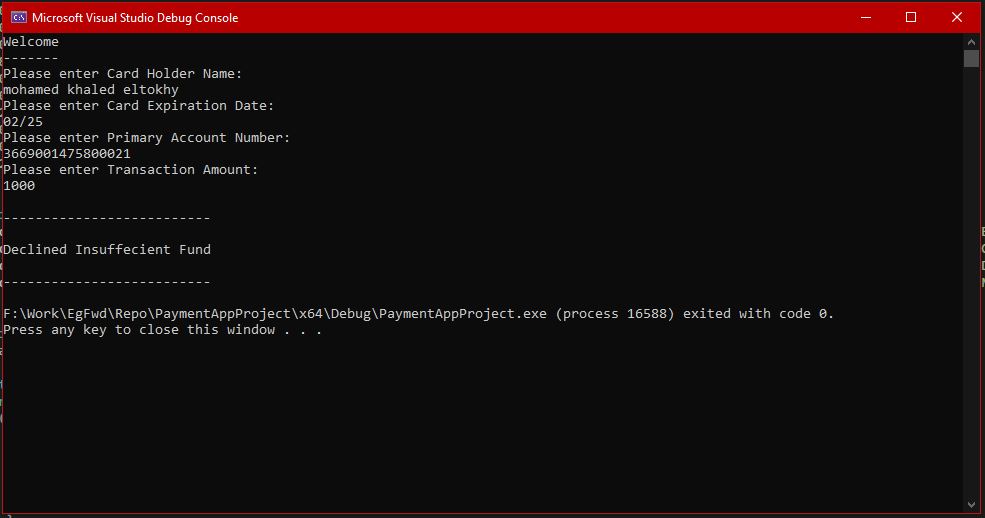 Microsoft Visual Studio Debug Console
Welcome
-------
Please enter Card Holder Name:
mohamed khaled eltokhy
Please enter Card Expiration Date:
02/25
Please enter Primary Account Number:
3669001475800021
Please enter Transaction Amount:
1000
--------------------------
Declined Insuffecient Fund
--------------------------
F:\Work\EgFwd\Repo\PaymentAppProject\x64\Debug\PaymentAppProject.exe (process 16588) exited with code 0.
Press any key to close this window . . .